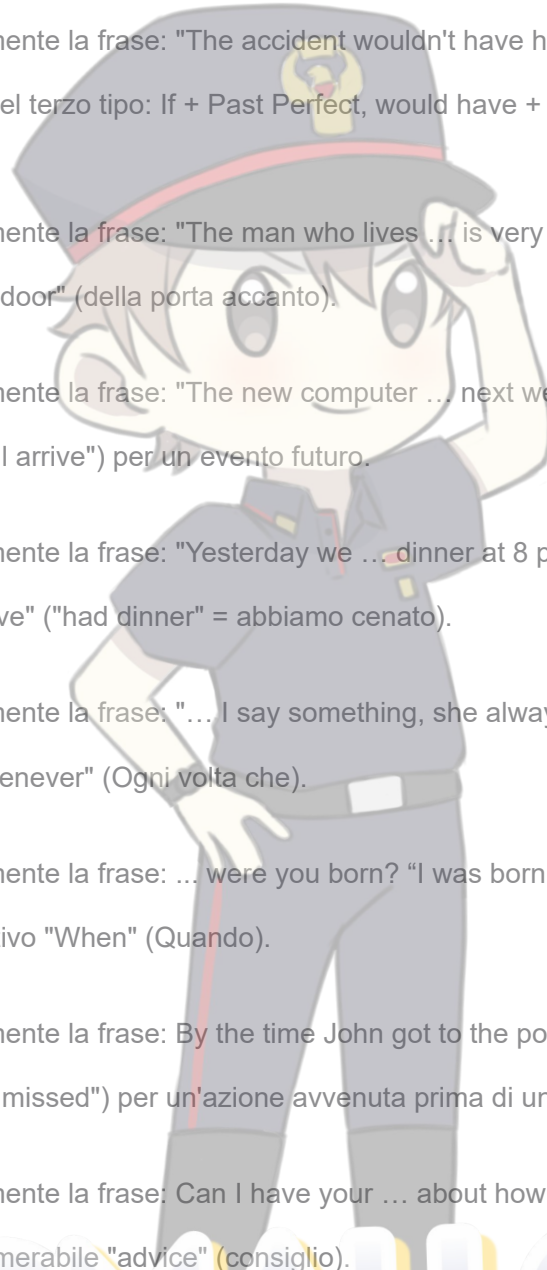 mente la frase: "The accident wouldn't have h
el terzo tipo: If + Past Perfect, would have +
mente la frase: "The man who lives … is very
door" (della porta accanto).
mente la frase: "The new computer … next we
l arrive") per un evento futuro.
mente la frase: "Yesterday we … dinner at 8 p
ve" ("had dinner" = abbiamo cenato).
mente la frase: "… I say something, she alway
enever" (Ogni volta che).
mente la frase: ... were you born? “I was born
tivo "When" (Quando).
mente la frase: By the time John got to the po
missed") per un'azione avvenuta prima di un
mente la frase: Can I have your … about how
merabile "advice" (consiglio).